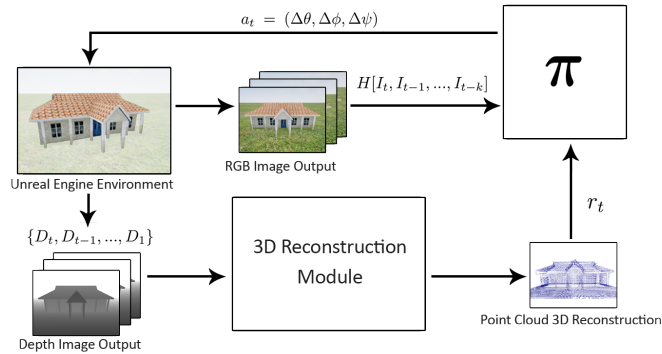 a_t = (Δθ, Δϕ, Δψ)
π
H[I_t, I_{t-1}, ..., I_{t-k}]
RGB Image Output
Unreal Engine Environment
{D_t, D_{t-1}, ..., D_1}
3D Reconstruction
Module
r_t
Point Cloud 3D Reconstruction
Depth Image Output